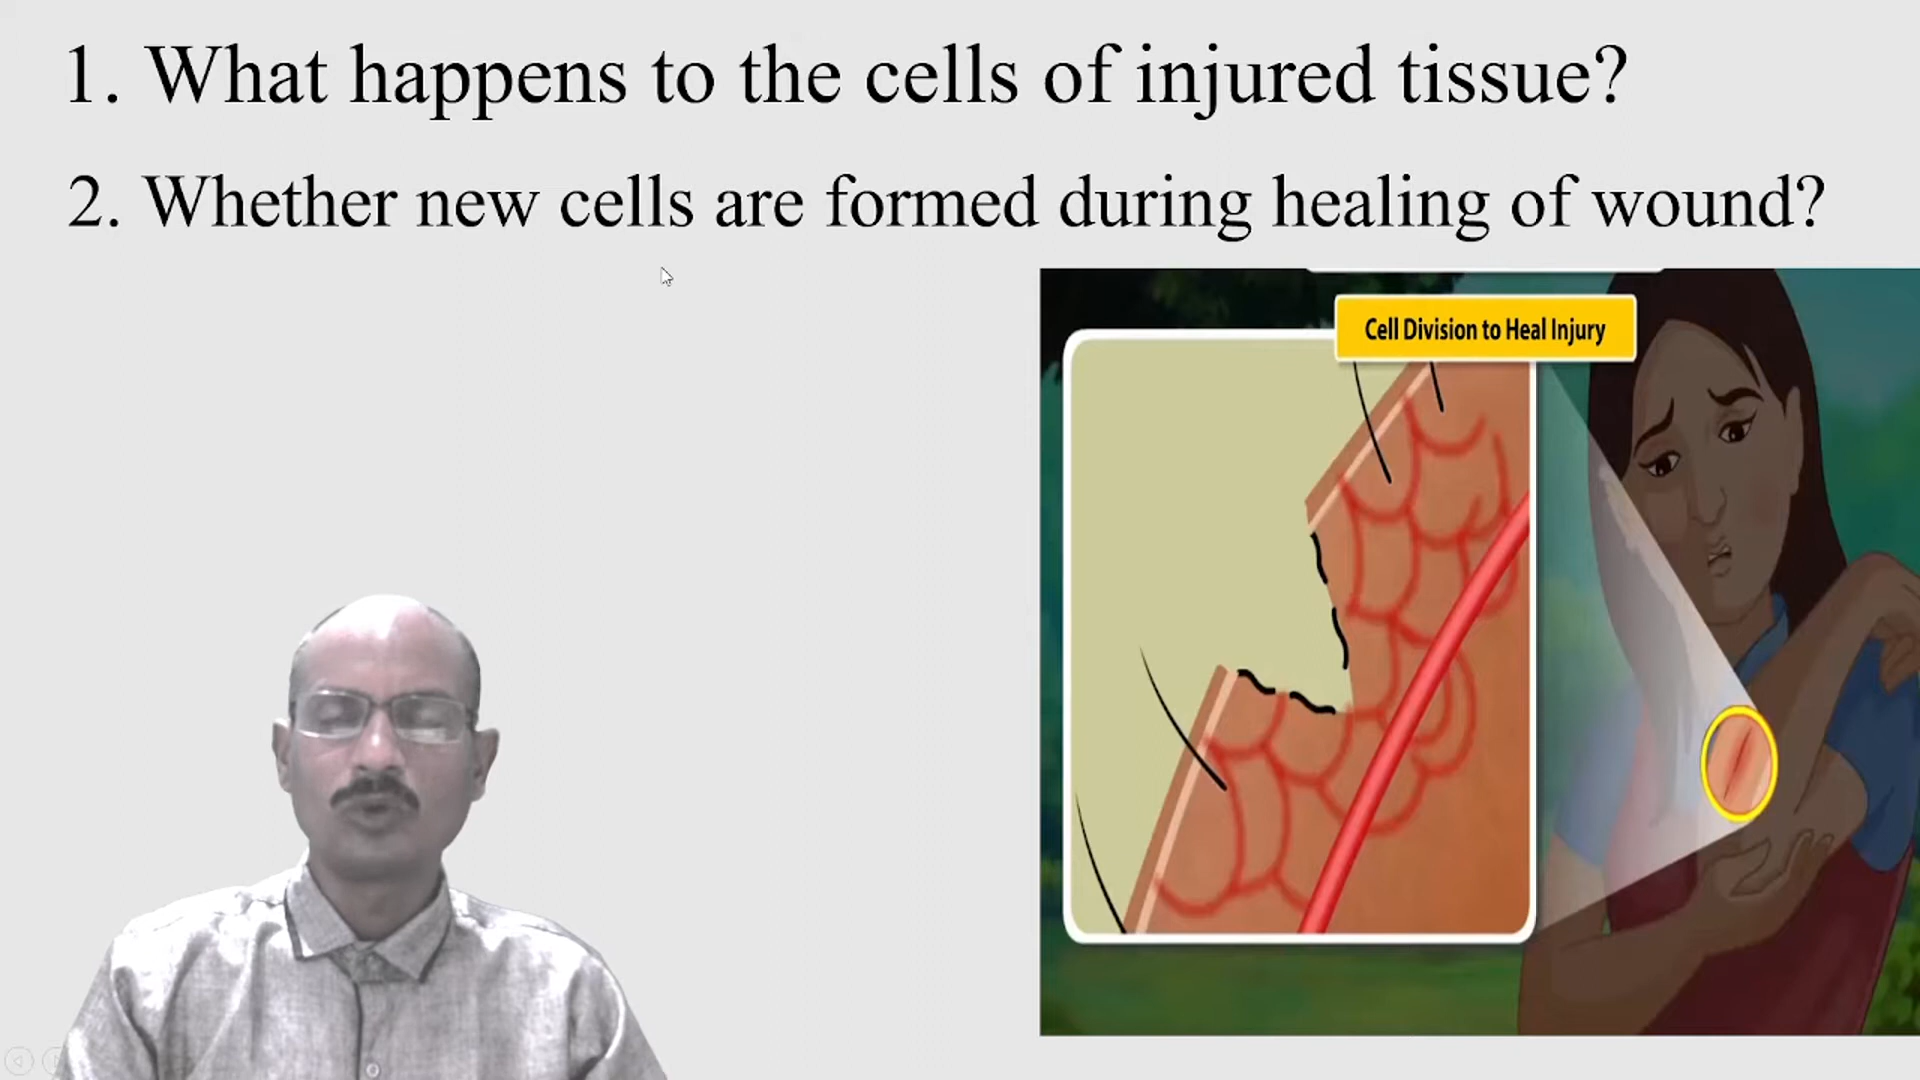 1. What happens to the cells of injured tissue?
2. Whether new cells are formed during healing of wound?
Cell Division to Heal Injury